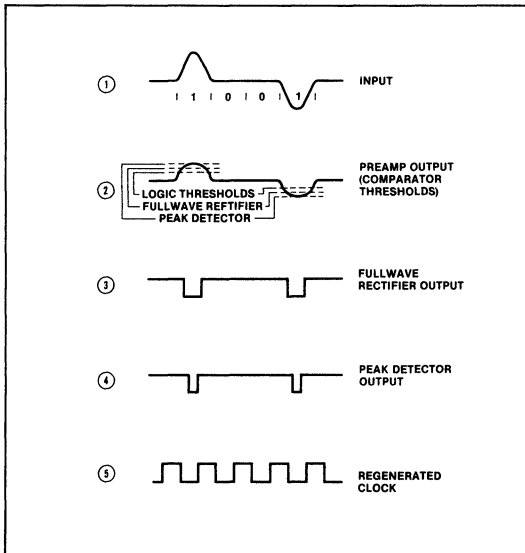 1
INPUT
1 0 0 1
2
PREAMP OUTPUT
(COMPARATOR
THRESHOLDS)
LOGIC THRESHOLDS
FULLWAVE RECTIFIER
PEAK DETECTOR
3
FULLWAVE
RECTIFIER OUTPUT
4
PEAK DETECTOR
OUTPUT
5
REGENERATED
CLOCK